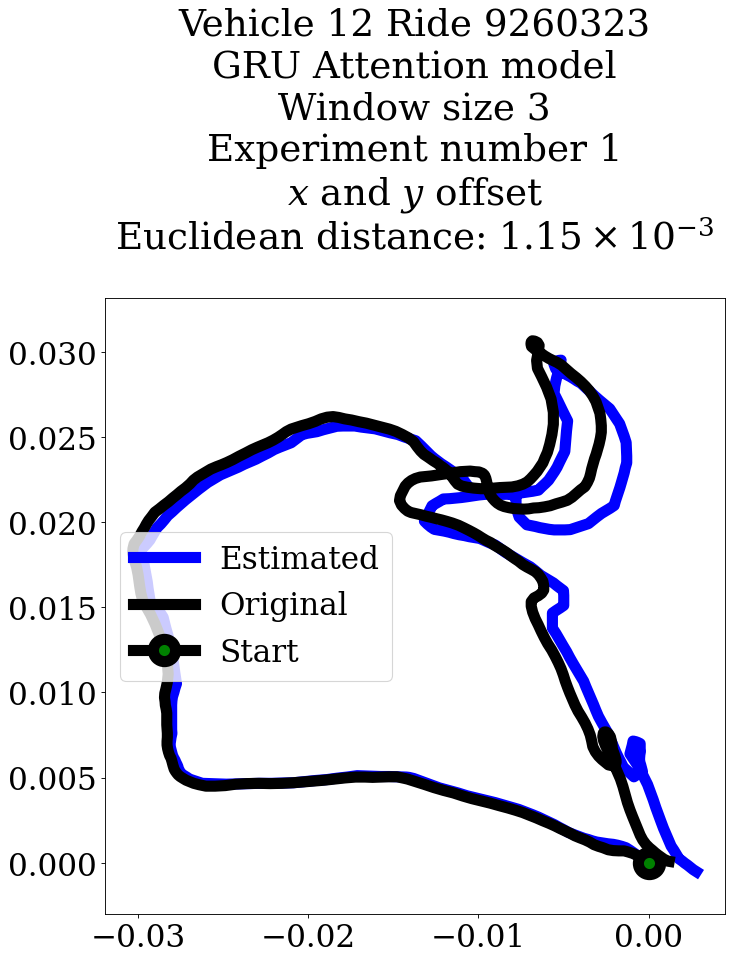 Vehicle 12 Ride 9260323
GRU Attention model
Window size 3
Experiment number 1
x and y offset
Euclidean distance: 1.15 × 10⁻³
0.030
0.025
0.020
0.015
0.010
0.005
0.000
Estimated
Original
Start
−0.03 −0.02 −0.01 0.00